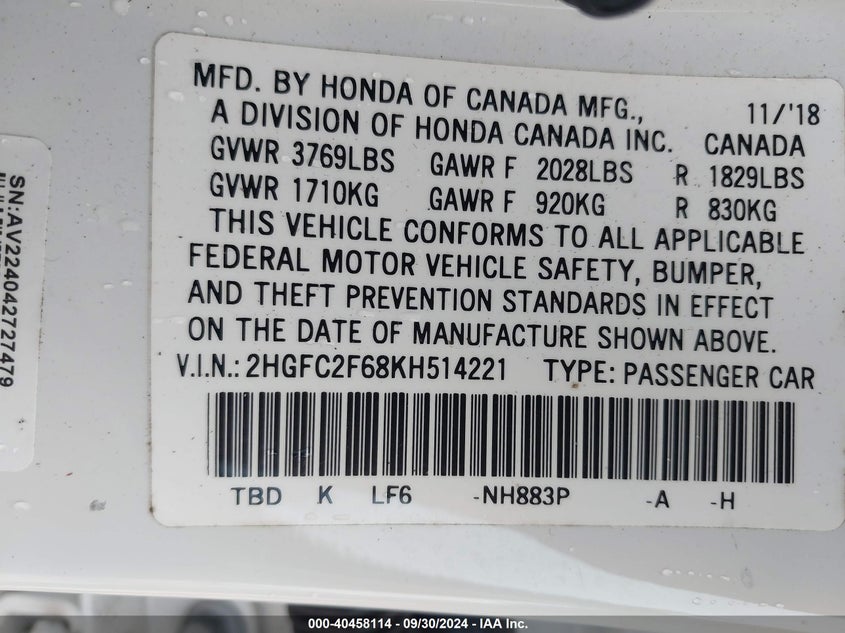 MFD. BY HONDA OF CANADA MFG., 11/'18
A DIVISION OF HONDA CANADA INC. CANADA
GVWR 3769LBS GAWR F 2028LBS R 1829LBS
GVWR 1710KG GAWR F 920KG R 830KG
THIS VEHICLE CONFORMS TO ALL APPLICABLE
FEDERAL MOTOR VEHICLE SAFETY, BUMPER,
AND THEFT PREVENTION STANDARDS IN EFFECT
ON THE DATE OF MANUFACTURE SHOWN ABOVE.
V.I.N.: 2HGFC2F68KH514221 TYPE: PASSENGER CAR
TBD K LF6 -NH883P -A -H
SN:AV224042727479
000-40458114 - 09/30/2024 - IAA Inc.